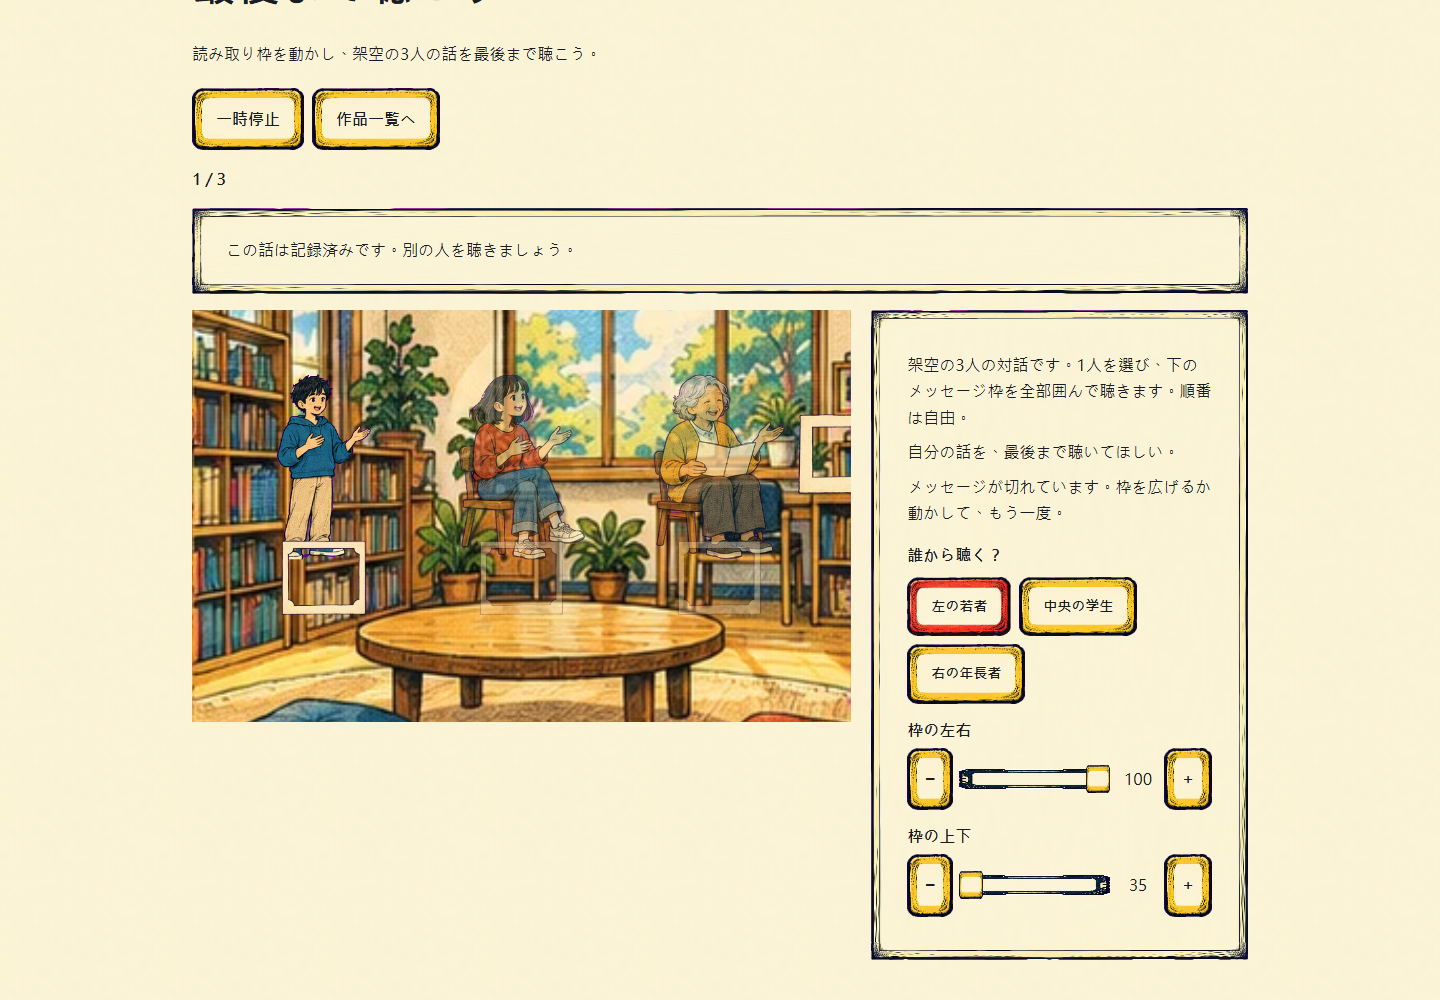 読み取り枠を動かし、架空の3人の話を最後まで聴こう。
一時停止
作品一覧へ
1 / 3
この話は記録済みです。別の人を聴きましょう。
架空の3人の対話です。1人を選び、下の
メッセージ枠を全部囲んで聴きます。順番
は自由。
自分の話を、最後まで聴いてほしい。
メッセージが切れています。枠を広げるか
動かして、もう一度。
誰から聴く？
左の若者
中央の学生
右の年長者
枠の左右
−
100
+
枠の上下
−
35
+